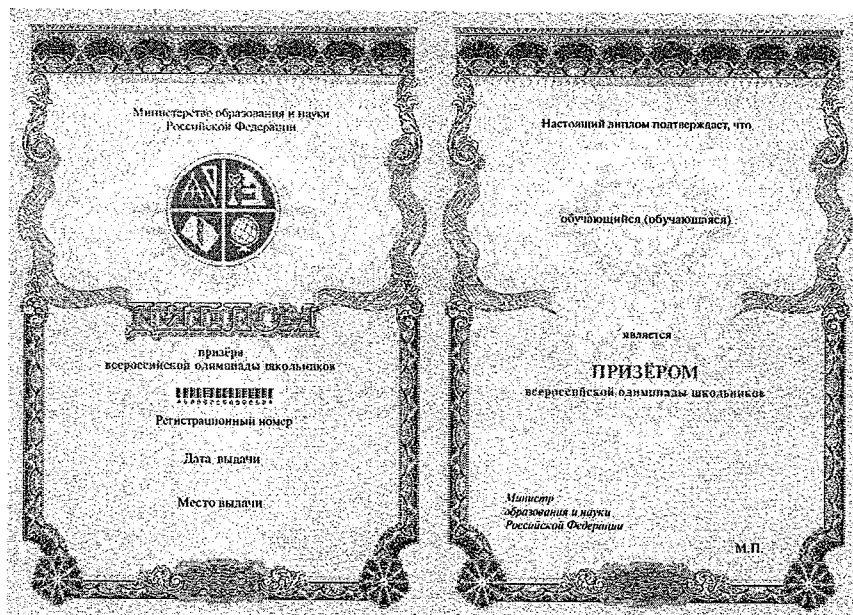 Министерство образования и науки
Российской Федерации
ДИПЛОМ
призёра
всероссийской олимпиады школьников
Регистрационный номер
Дата выдачи
Место выдачи
Настоящий диплом подтверждает, что
обучающийся (обучающаяся)
является
ПРИЗЁРОМ
всероссийской олимпиады школьников
Министр
образования и науки
Российской Федерации
М.П.